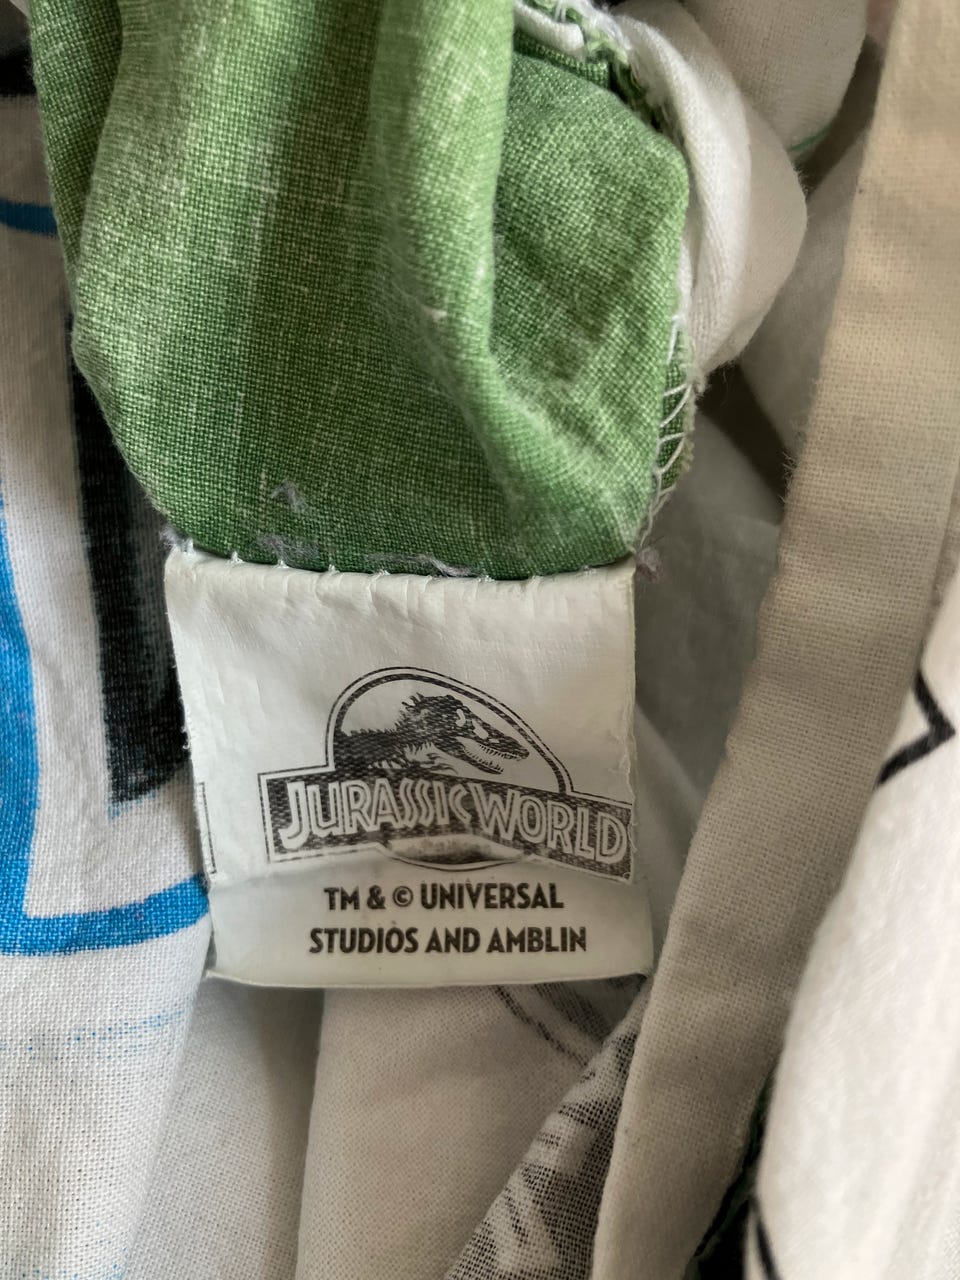 JURASSIC WORLD
TM & © UNIVERSAL
STUDIOS AND AMBLIN